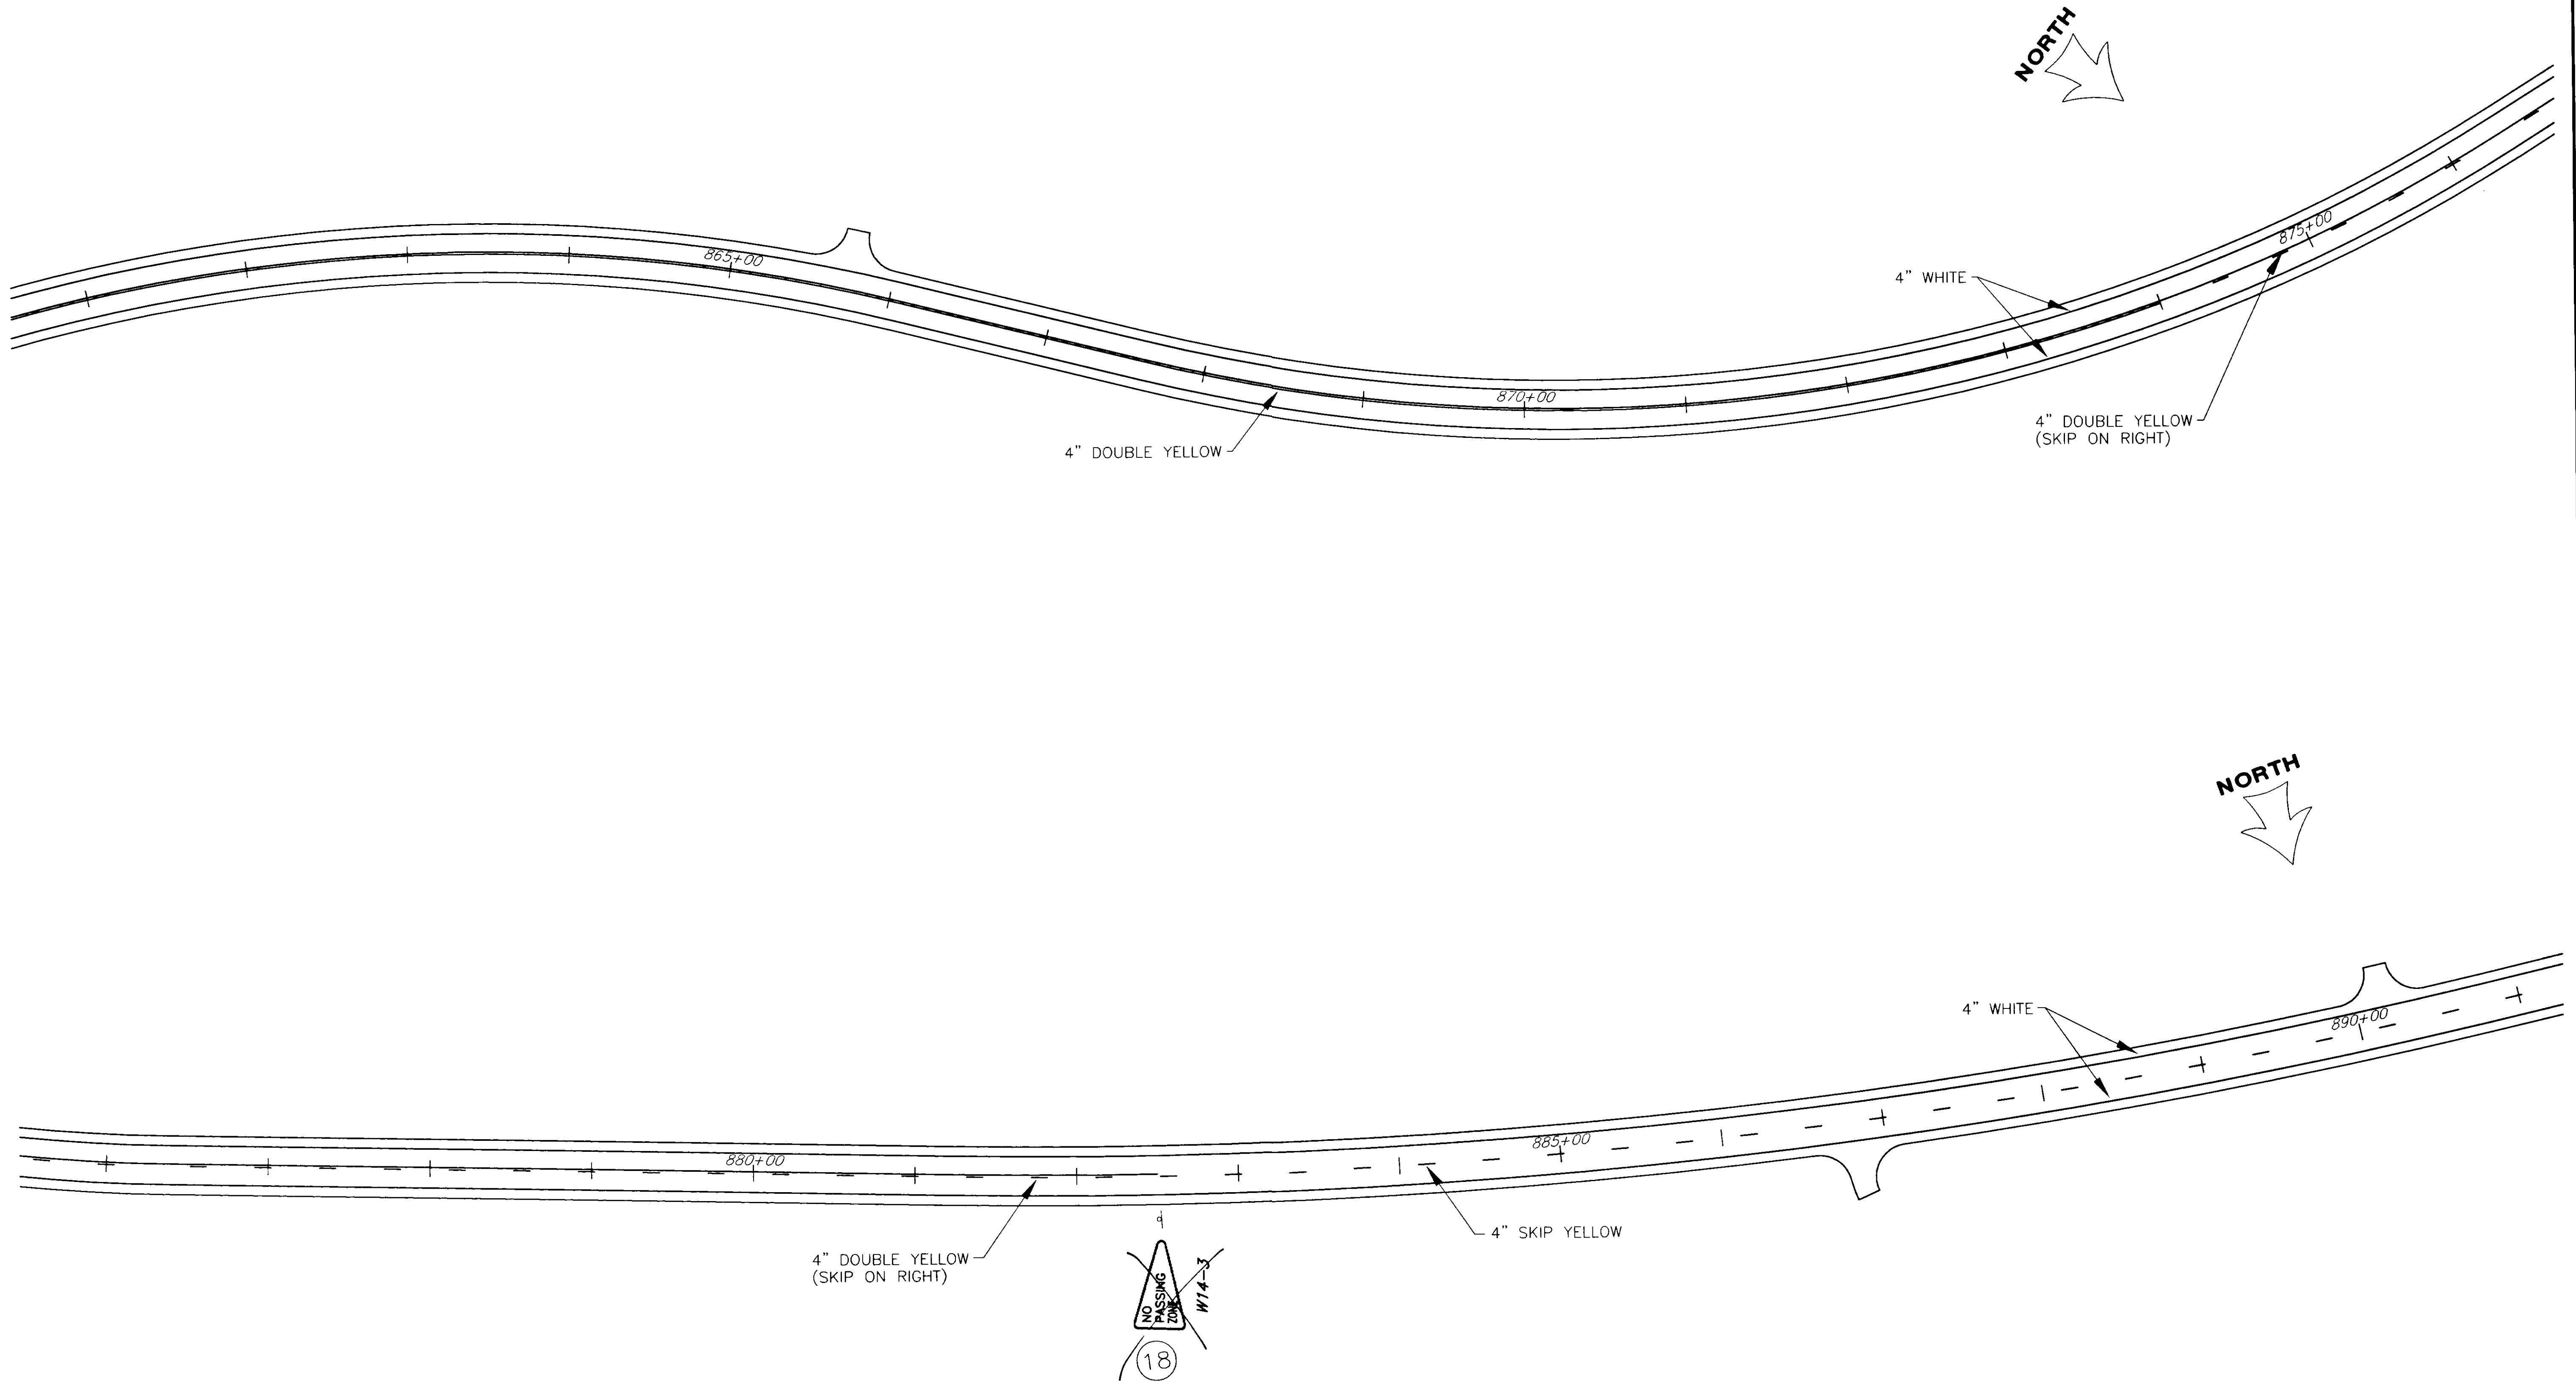 NORTH
865+00
875+00
4" WHITE
870+00
4" DOUBLE YELLOW
(SKIP ON RIGHT)
4" DOUBLE YELLOW
NORTH
4" WHITE
890+00
885+00
880+00
4" SKIP YELLOW
4" DOUBLE YELLOW
(SKIP ON RIGHT)
NO
PASSING
ZONE
W14-3
18